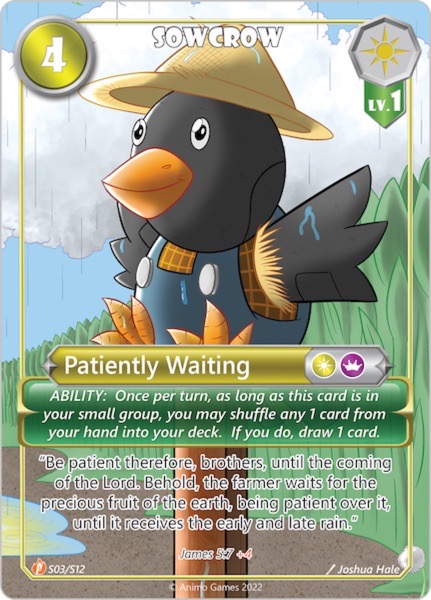 4
SOWCROW
LV.1
Patiently Waiting
ABILITY: Once per turn, as long as this card is in
your small group, you may shuffle any 1 card from
your hand into your deck. If you do, draw 1 card.
"Be patient therefore, brothers, until the coming
of the Lord. Behold, the farmer waits for the
precious fruit of the earth, being patient over it,
until it receives the early and late rain."
James 5:7 +4
P S03/S12
/ Joshua Hale
© Animo Games 2022